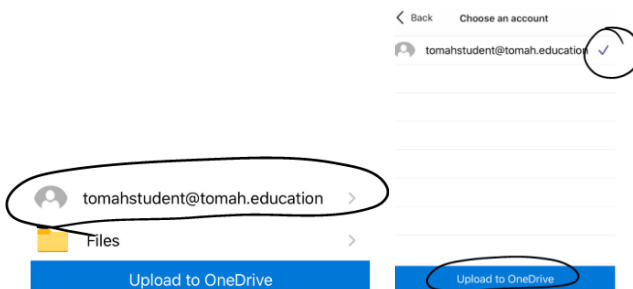 tomahstudent@tomah.education
Files
Upload to OneDrive
Back Choose an account
tomahstudent@tomah.education
Upload to OneDrive